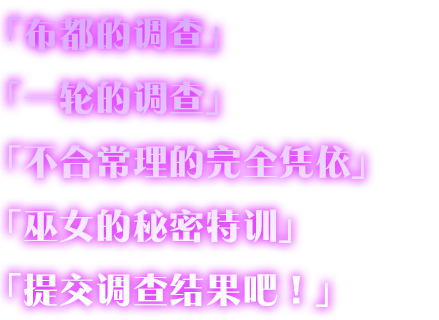 「布都的调查」
「一轮的调查」
「不合常理的完全凭依」
「巫女的秘密特训」
「提交调查结果吧！」